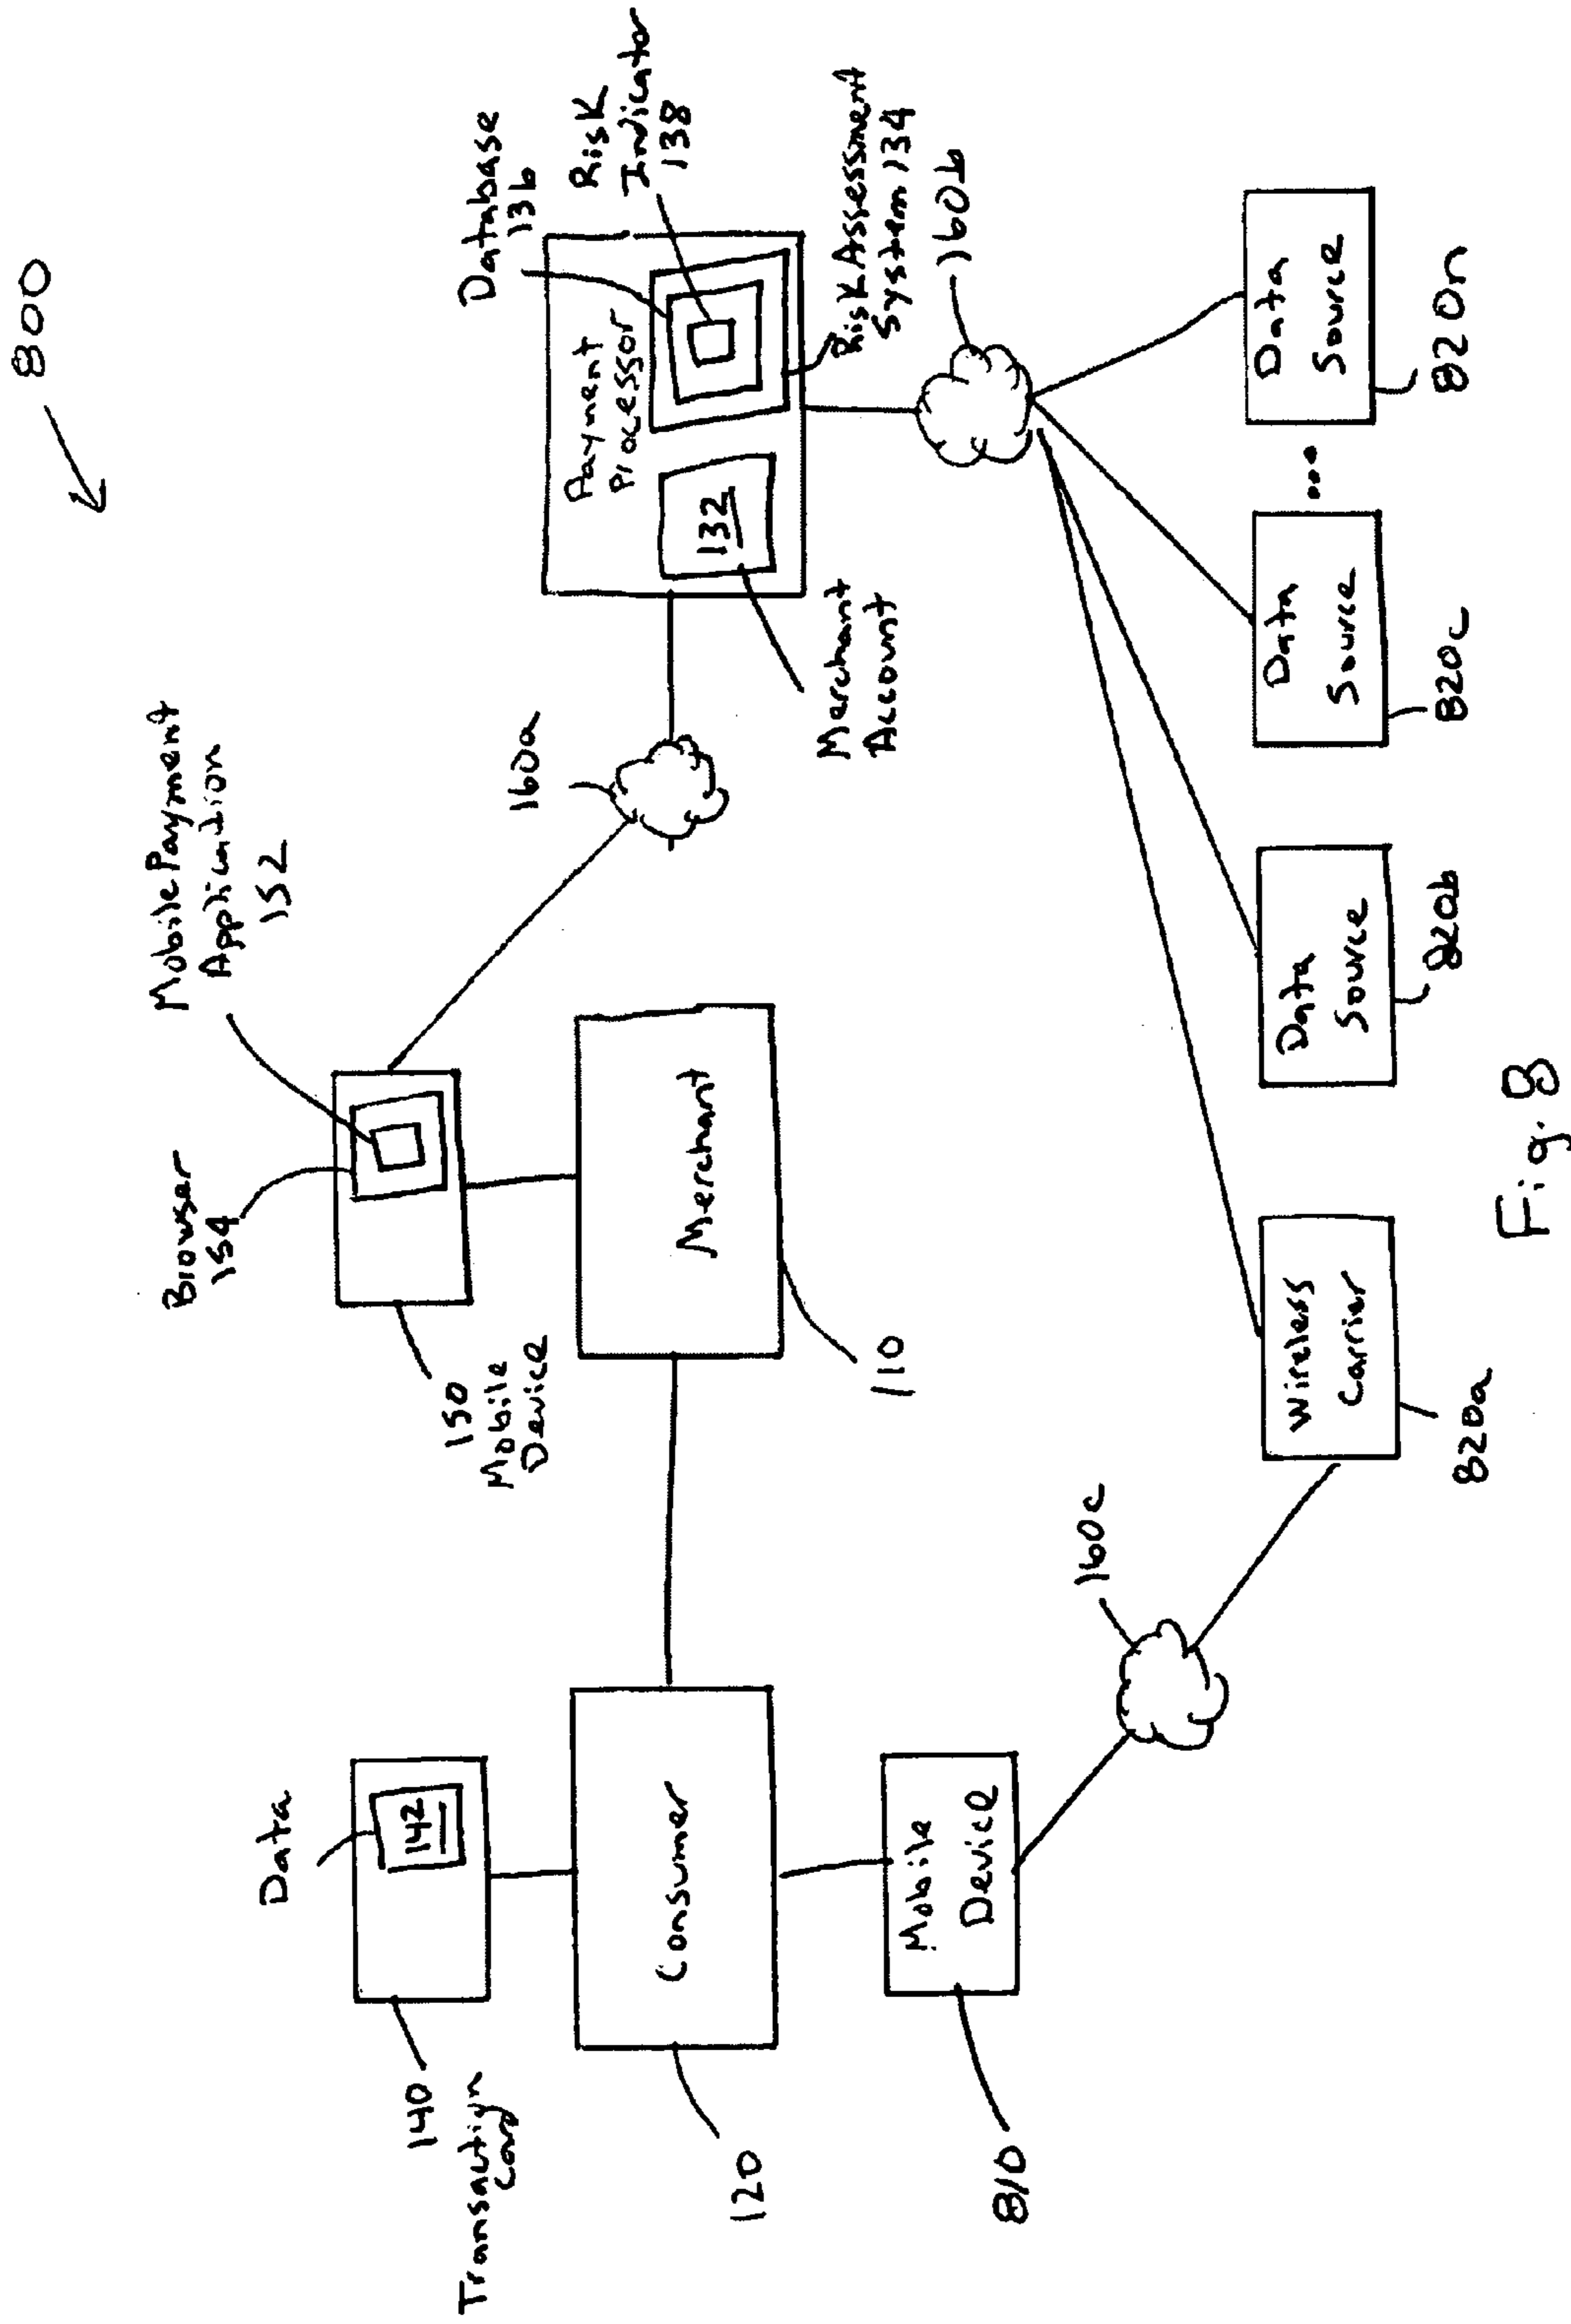 800
Mobile Payment
Application
152
Browser
154
Data
142
140
Transaction
Card
150
Mobile
Device
160a
Database
136
Risk
Indicator
138
Payment
Processor
132
Merchant
Account
Risk Assessment
System 134
160b
Consumer
120
Merchant
110
Mobile
Device
810
160c
Wireless
Carrier
820a
Data
Source
820b
Data
Source
820c
...
Data
Source
820n
Fig. 8